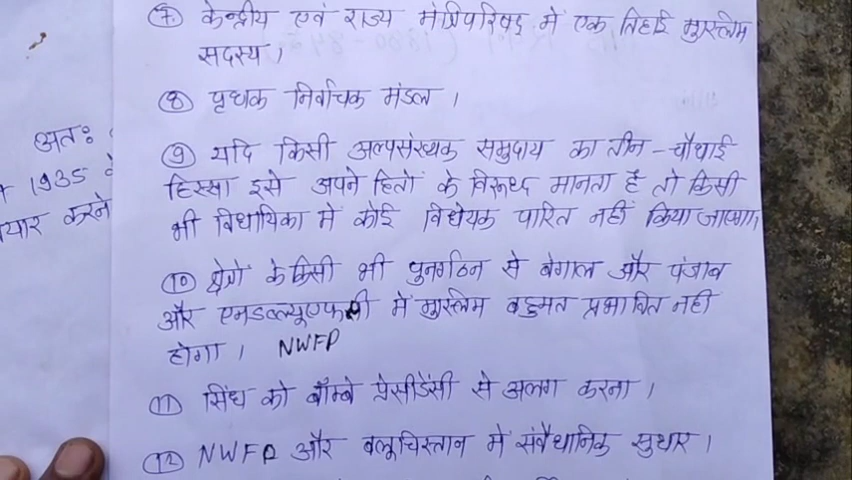 ⑦ केन्द्रीय एवं राज्य मंत्रिपरिषद में एक तिहाई मुस्लिम
सदस्य।
⑧ पृथक निर्वाचक मंडल ।
अतः
⑨ यदि किसी अल्पसंख्यक समुदाय का तीन-चौथाई
1935
हिस्सा इसे अपने हितों के विरूध्द मानता है तो किसी
यार करने
भी विधायिका में कोई विधेयक पारित नहीं किया जाएगा।
⑩ क्षेत्रों के किसी भी पुनर्गठन से बंगाल और पंजाब
और एनडब्ल्यूएफपी में मुस्लिम बहुमत प्रभावित नहीं
होगा । NWFP
⑪ सिंध को बॉम्बे प्रेसीडेंसी से अलग करना ।
⑫ NWFP और बलूचिस्तान में संवैधानिक सुधार ।